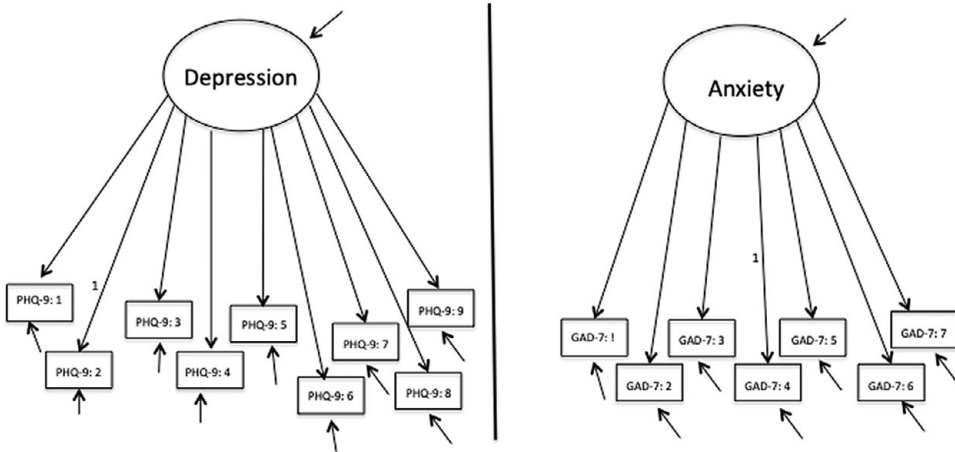 Depression
Anxiety
1
1
PHQ-9: 1
PHQ-9: 2
PHQ-9: 3
PHQ-9: 4
PHQ-9: 5
PHQ-9: 6
PHQ-9: 7
PHQ-9: 8
PHQ-9: 9
GAD-7: !
GAD-7: 2
GAD-7: 3
GAD-7: 4
GAD-7: 5
GAD-7: 6
GAD-7: 7